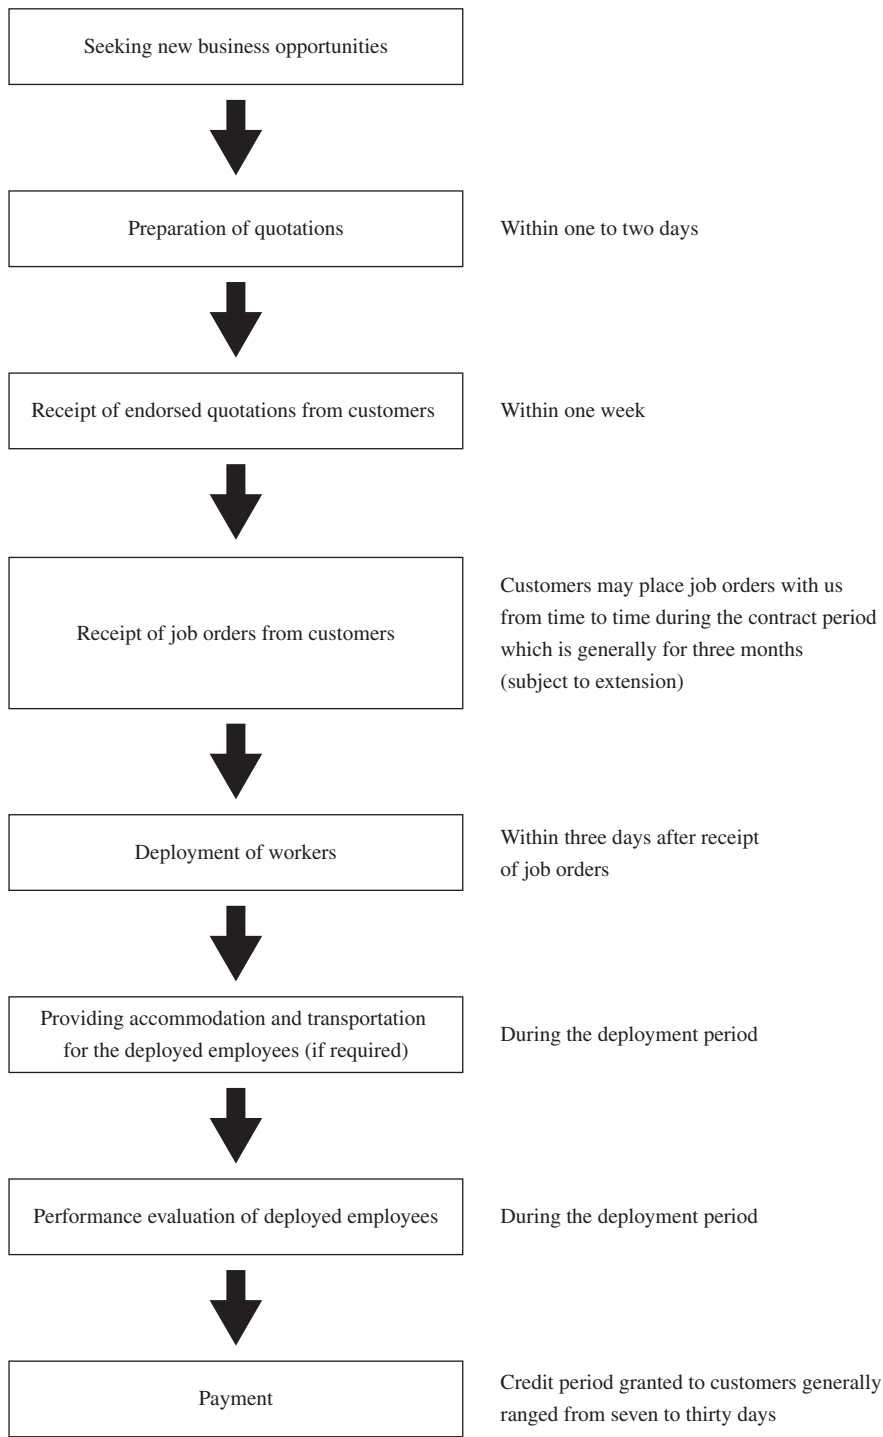 Seeking new business opportunities
Preparation of quotations
Within one to two days
Receipt of endorsed quotations from customers
Within one week
Receipt of job orders from customers
Customers may place job orders with us
from time to time during the contract period
which is generally for three months
(subject to extension)
Deployment of workers
Within three days after receipt
of job orders
Providing accommodation and transportation
for the deployed employees (if required)
During the deployment period
Performance evaluation of deployed employees
During the deployment period
Payment
Credit period granted to customers generally
ranged from seven to thirty days